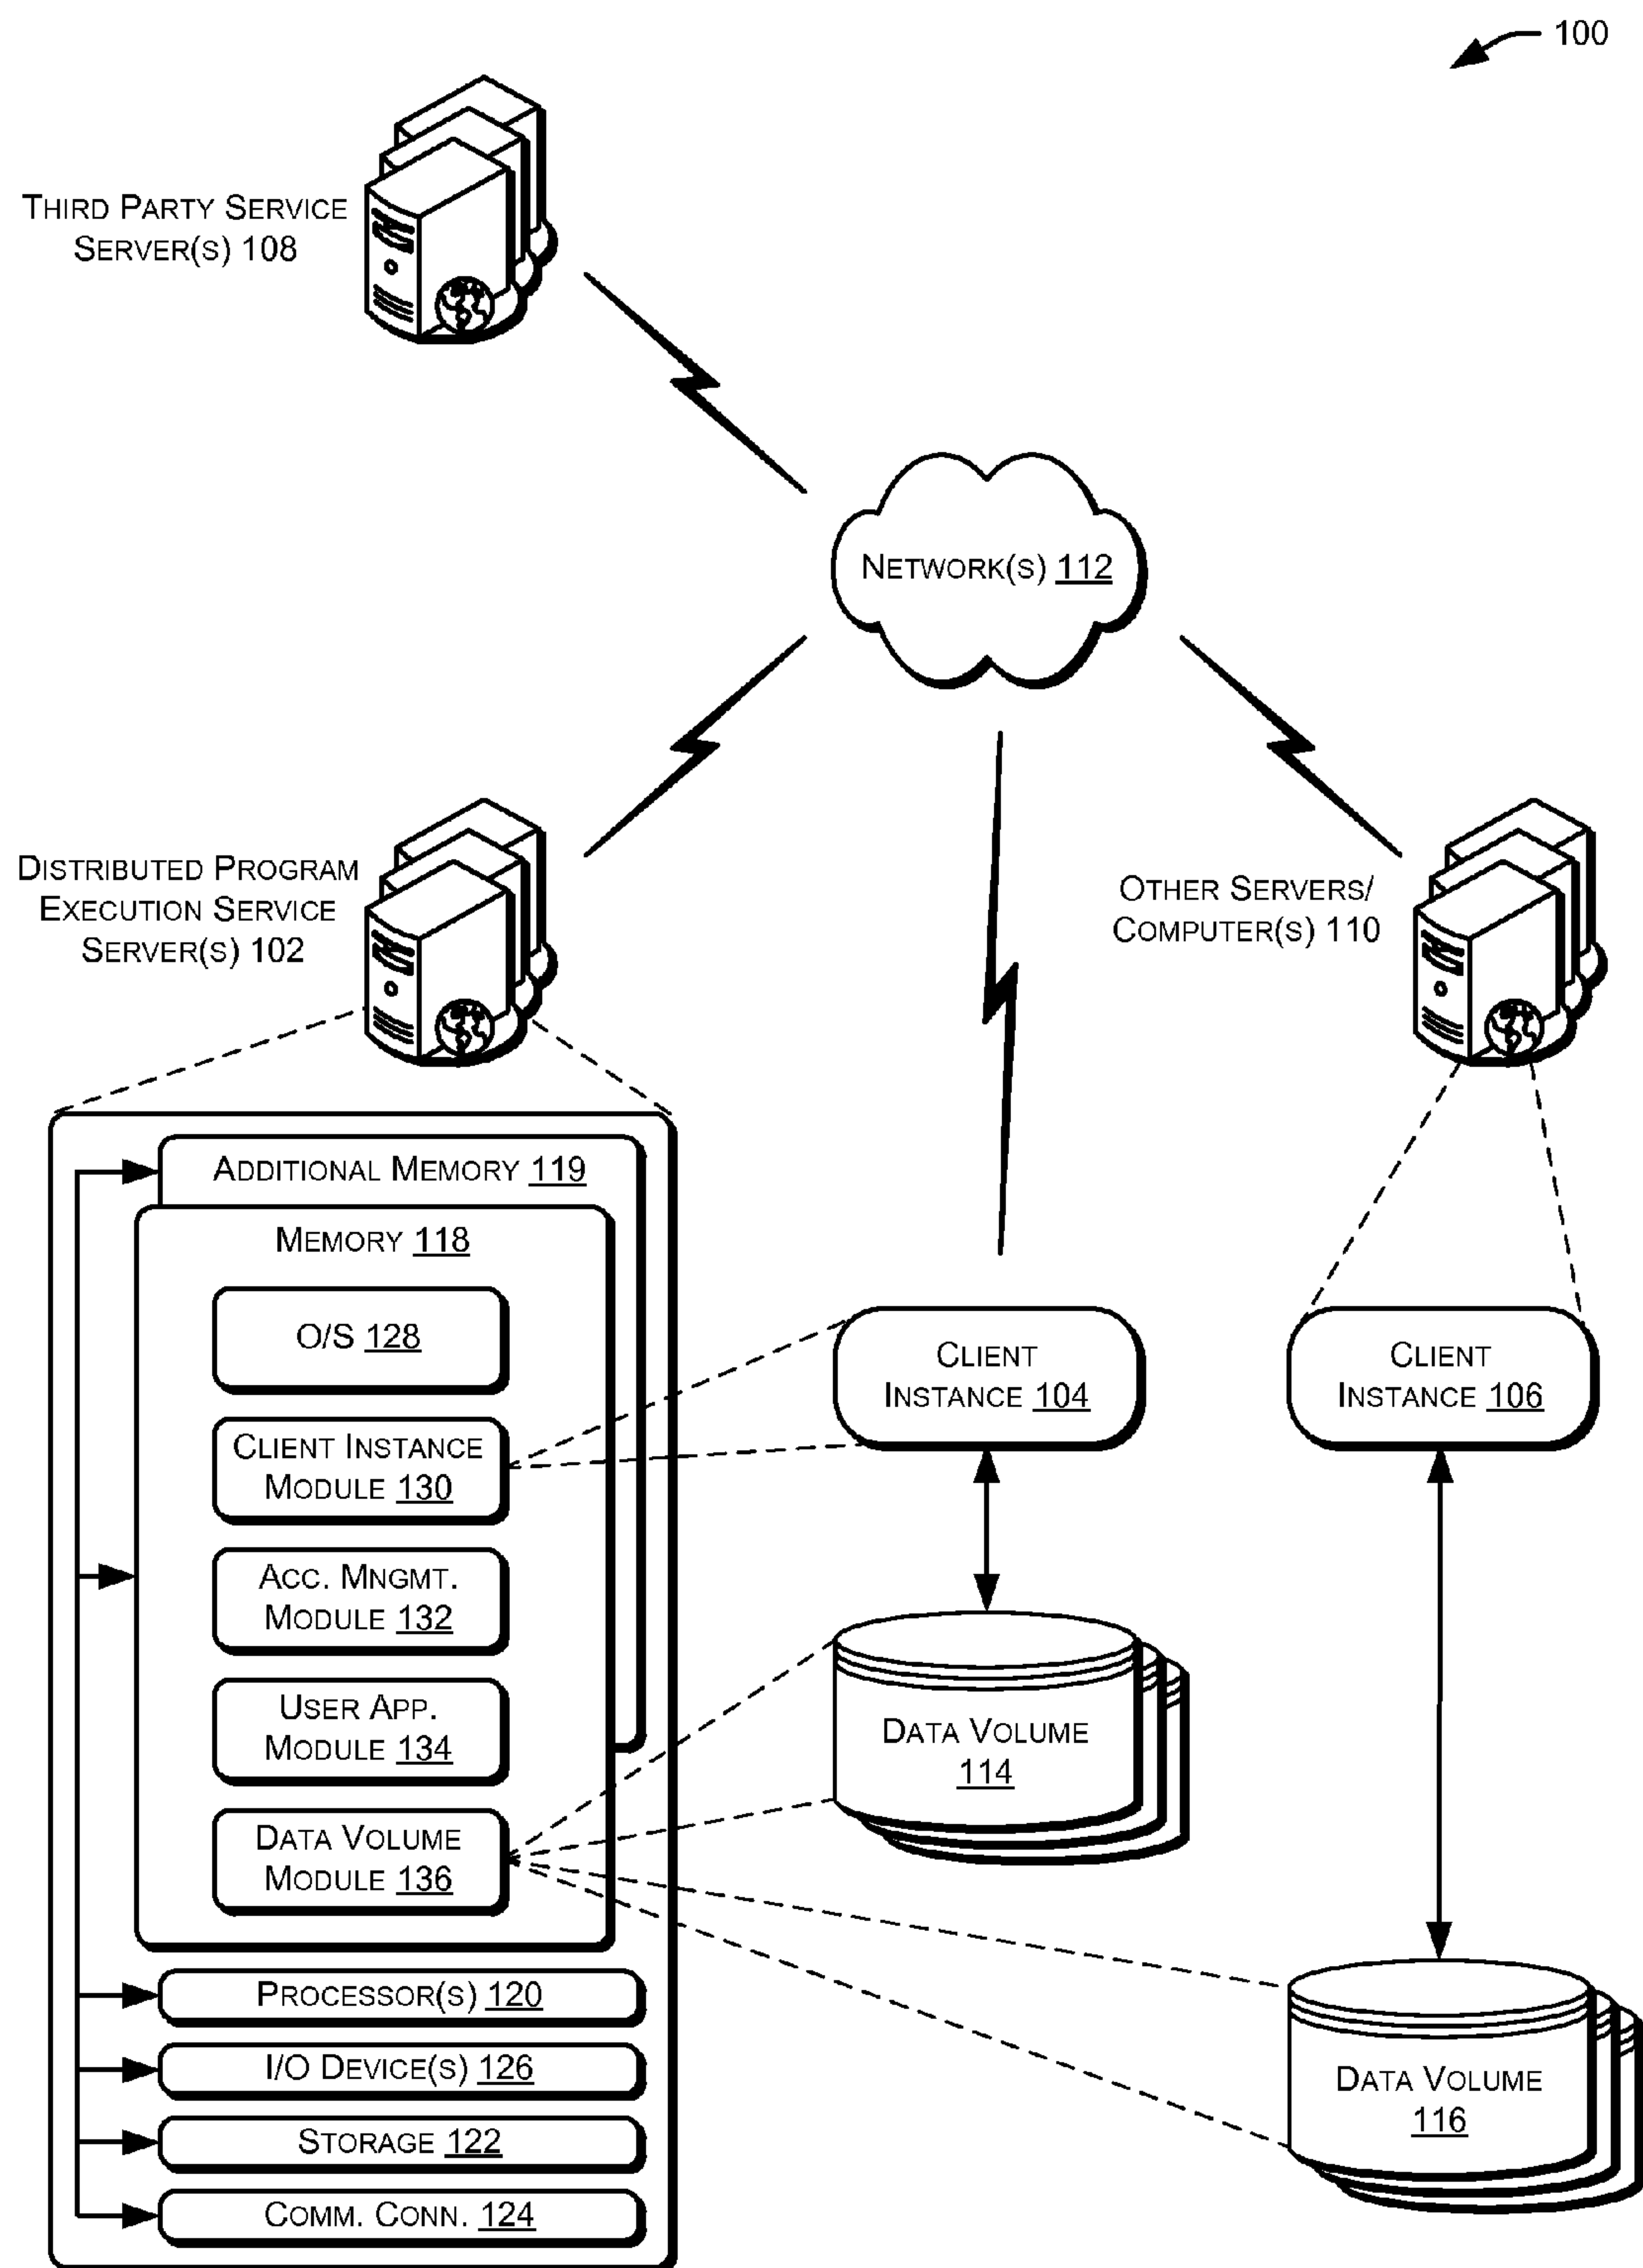 100
THIRD PARTY SERVICE
SERVER(S) 108
NETWORK(S) 112
DISTRIBUTED PROGRAM
EXECUTION SERVICE
SERVER(S) 102
OTHER SERVERS/
COMPUTER(S) 110
ADDITIONAL MEMORY 119
MEMORY 118
O/S 128
CLIENT INSTANCE
MODULE 130
ACC. MNGMT.
MODULE 132
USER APP.
MODULE 134
DATA VOLUME
MODULE 136
PROCESSOR(S) 120
I/O DEVICE(S) 126
STORAGE 122
COMM. CONN. 124
CLIENT
INSTANCE 104
DATA VOLUME
114
CLIENT
INSTANCE 106
DATA VOLUME
116